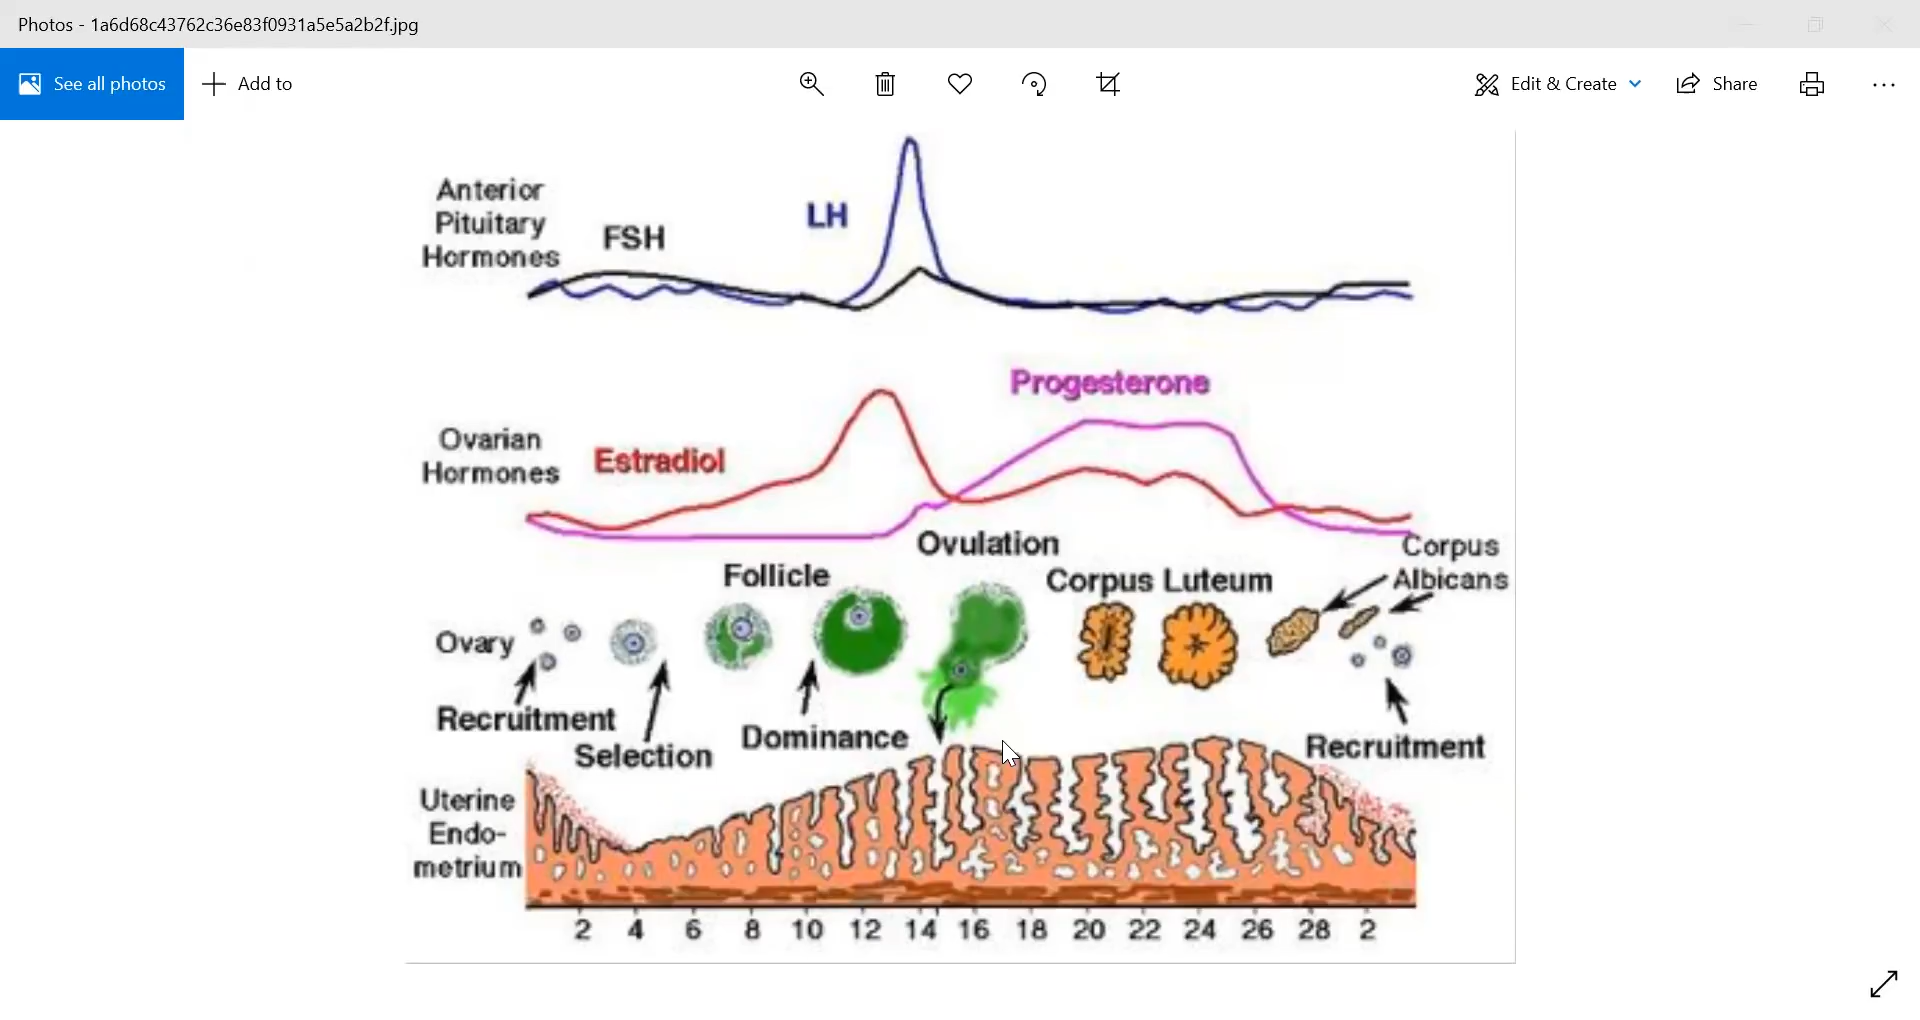 Photos - 1a6d68c43762c36e83f0931a5e5a2b2f.jpg
See all photos
Add to
Edit & Create
Share
Anterior
Pituitary
Hormones
FSH
LH
Progesterone
Ovarian
Hormones
Estradiol
Ovulation
Corpus
Albicans
Follicle
Corpus Luteum
Ovary
Recruitment
Selection
Dominance
Recruitment
Uterine
Endo-
metrium
2 4 6 8 10 12 14 16 18 20 22 24 26 28 2